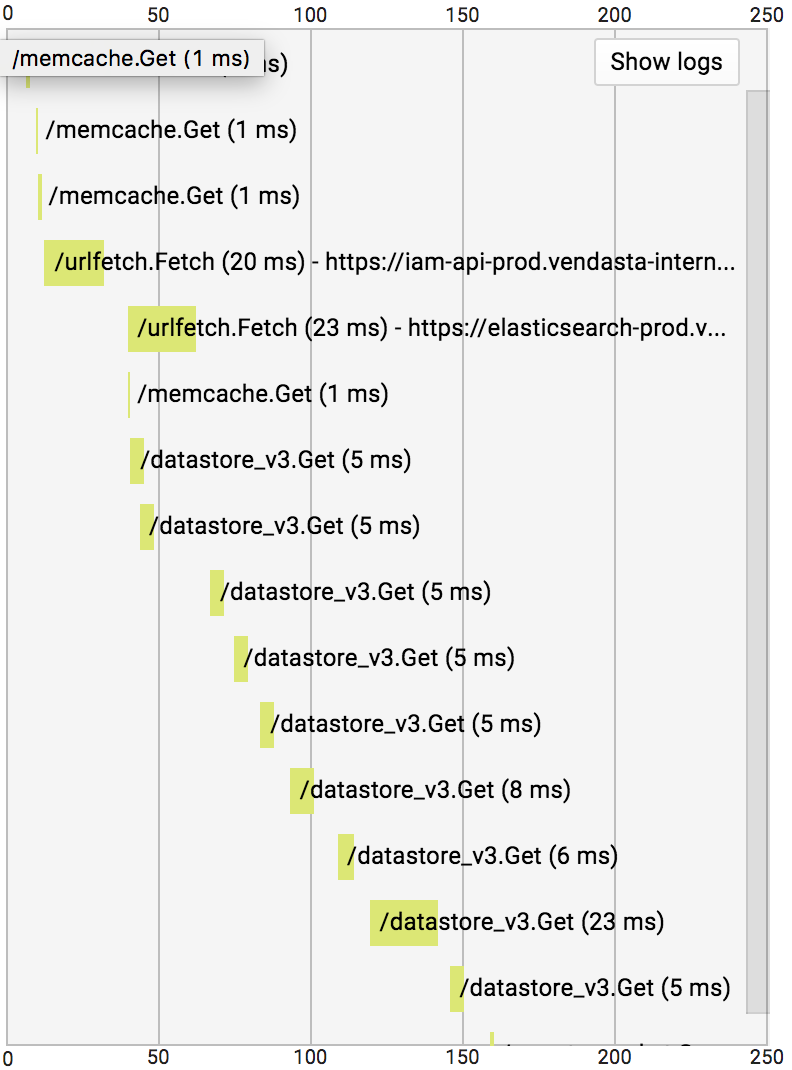 0 50 100 150 200 250
/memcache.Get (1 ms)
Show logs
/memcache.Get (1 ms)
/memcache.Get (1 ms)
/urlfetch.Fetch (20 ms) - https://iam-api-prod.vendasta-intern...
/urlfetch.Fetch (23 ms) - https://elasticsearch-prod.v...
/memcache.Get (1 ms)
/datastore_v3.Get (5 ms)
/datastore_v3.Get (5 ms)
/datastore_v3.Get (5 ms)
/datastore_v3.Get (5 ms)
/datastore_v3.Get (5 ms)
/datastore_v3.Get (8 ms)
/datastore_v3.Get (6 ms)
/datastore_v3.Get (23 ms)
/datastore_v3.Get (5 ms)
0 50 100 150 200 250